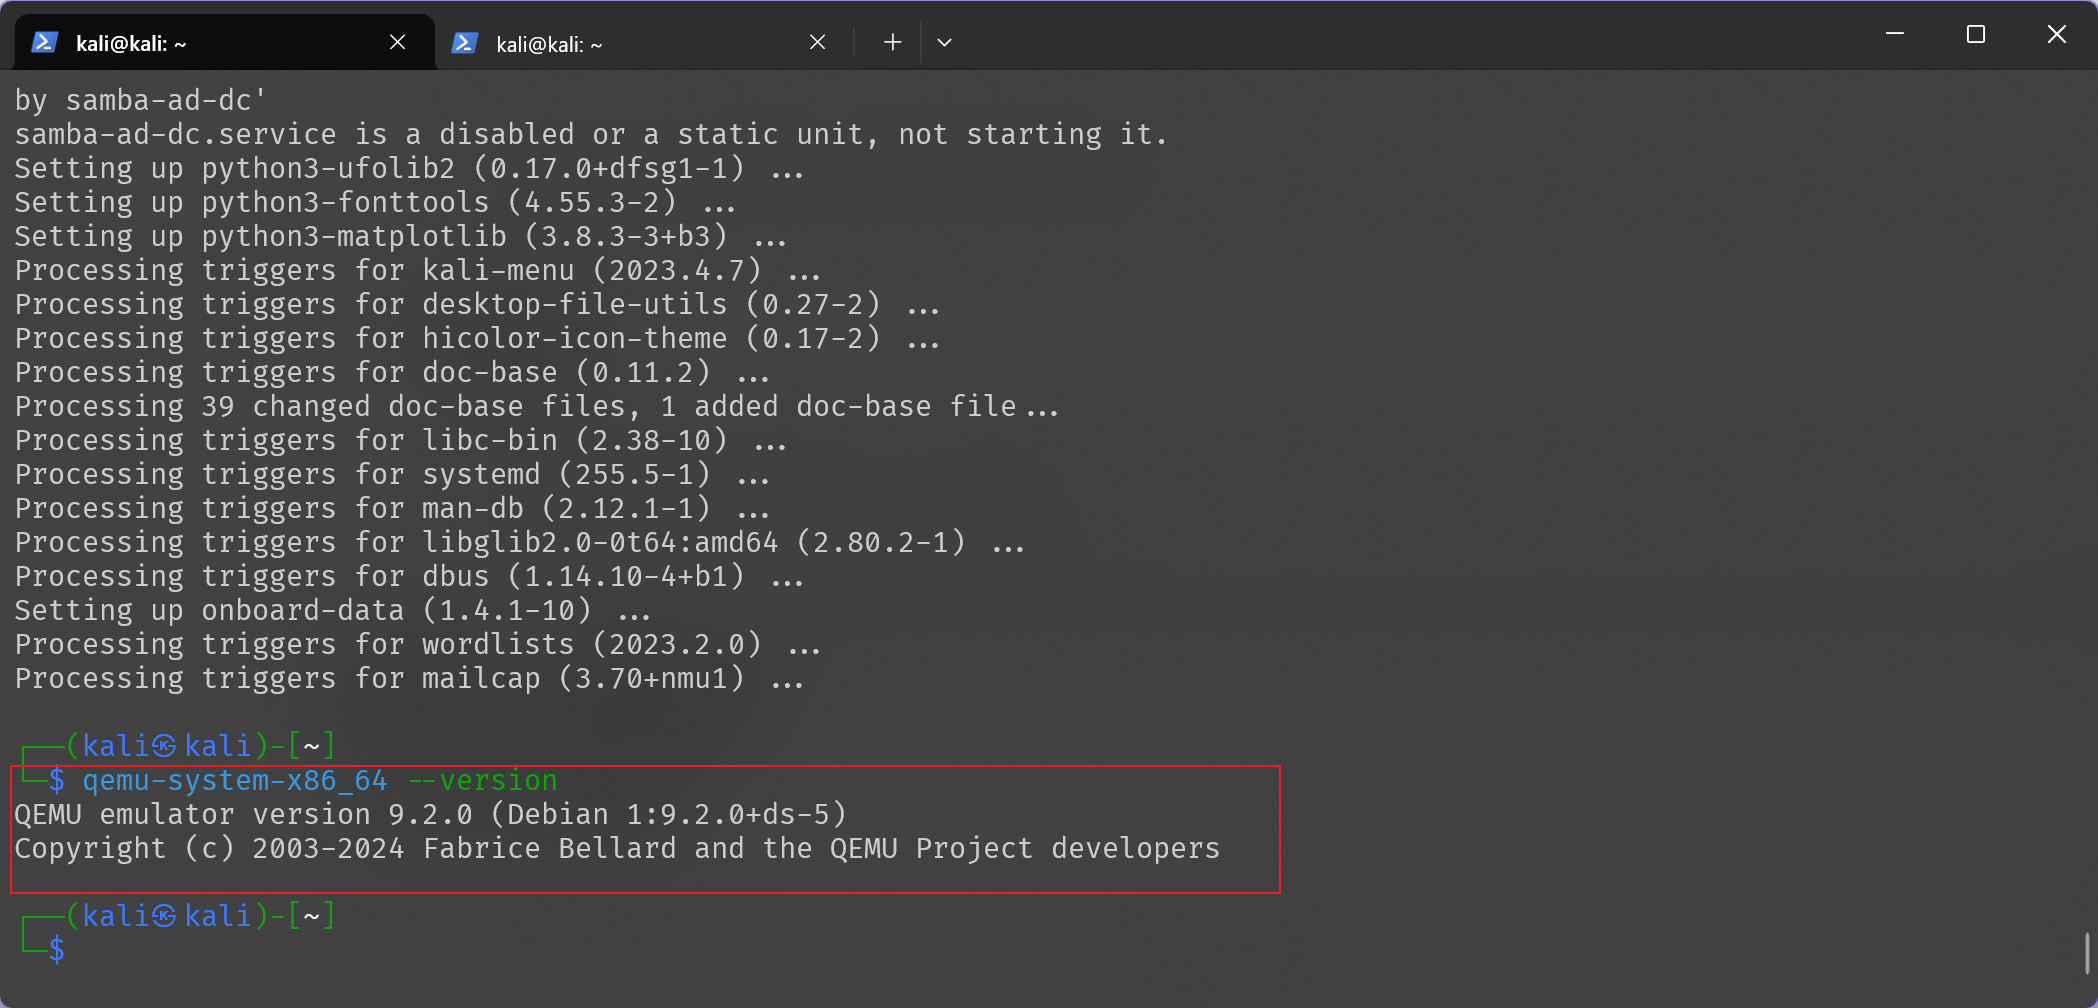 kali@kali: ~
kali@kali: ~
by samba-ad-dc'
samba-ad-dc.service is a disabled or a static unit, not starting it.
Setting up python3-ufolib2 (0.17.0+dfsg1-1) ...
Setting up python3-fonttools (4.55.3-2) ...
Setting up python3-matplotlib (3.8.3-3+b3) ...
Processing triggers for kali-menu (2023.4.7) ...
Processing triggers for desktop-file-utils (0.27-2) ...
Processing triggers for hicolor-icon-theme (0.17-2) ...
Processing triggers for doc-base (0.11.2) ...
Processing 39 changed doc-base files, 1 added doc-base file...
Processing triggers for libc-bin (2.38-10) ...
Processing triggers for systemd (255.5-1) ...
Processing triggers for man-db (2.12.1-1) ...
Processing triggers for libglib2.0-0t64:amd64 (2.80.2-1) ...
Processing triggers for dbus (1.14.10-4+b1) ...
Setting up onboard-data (1.4.1-10) ...
Processing triggers for wordlists (2023.2.0) ...
Processing triggers for mailcap (3.70+nmu1) ...
┌──(kali㉿kali)-[~]
└─$ qemu-system-x86_64 --version
QEMU emulator version 9.2.0 (Debian 1:9.2.0+ds-5)
Copyright (c) 2003-2024 Fabrice Bellard and the QEMU Project developers
┌──(kali㉿kali)-[~]
└─$